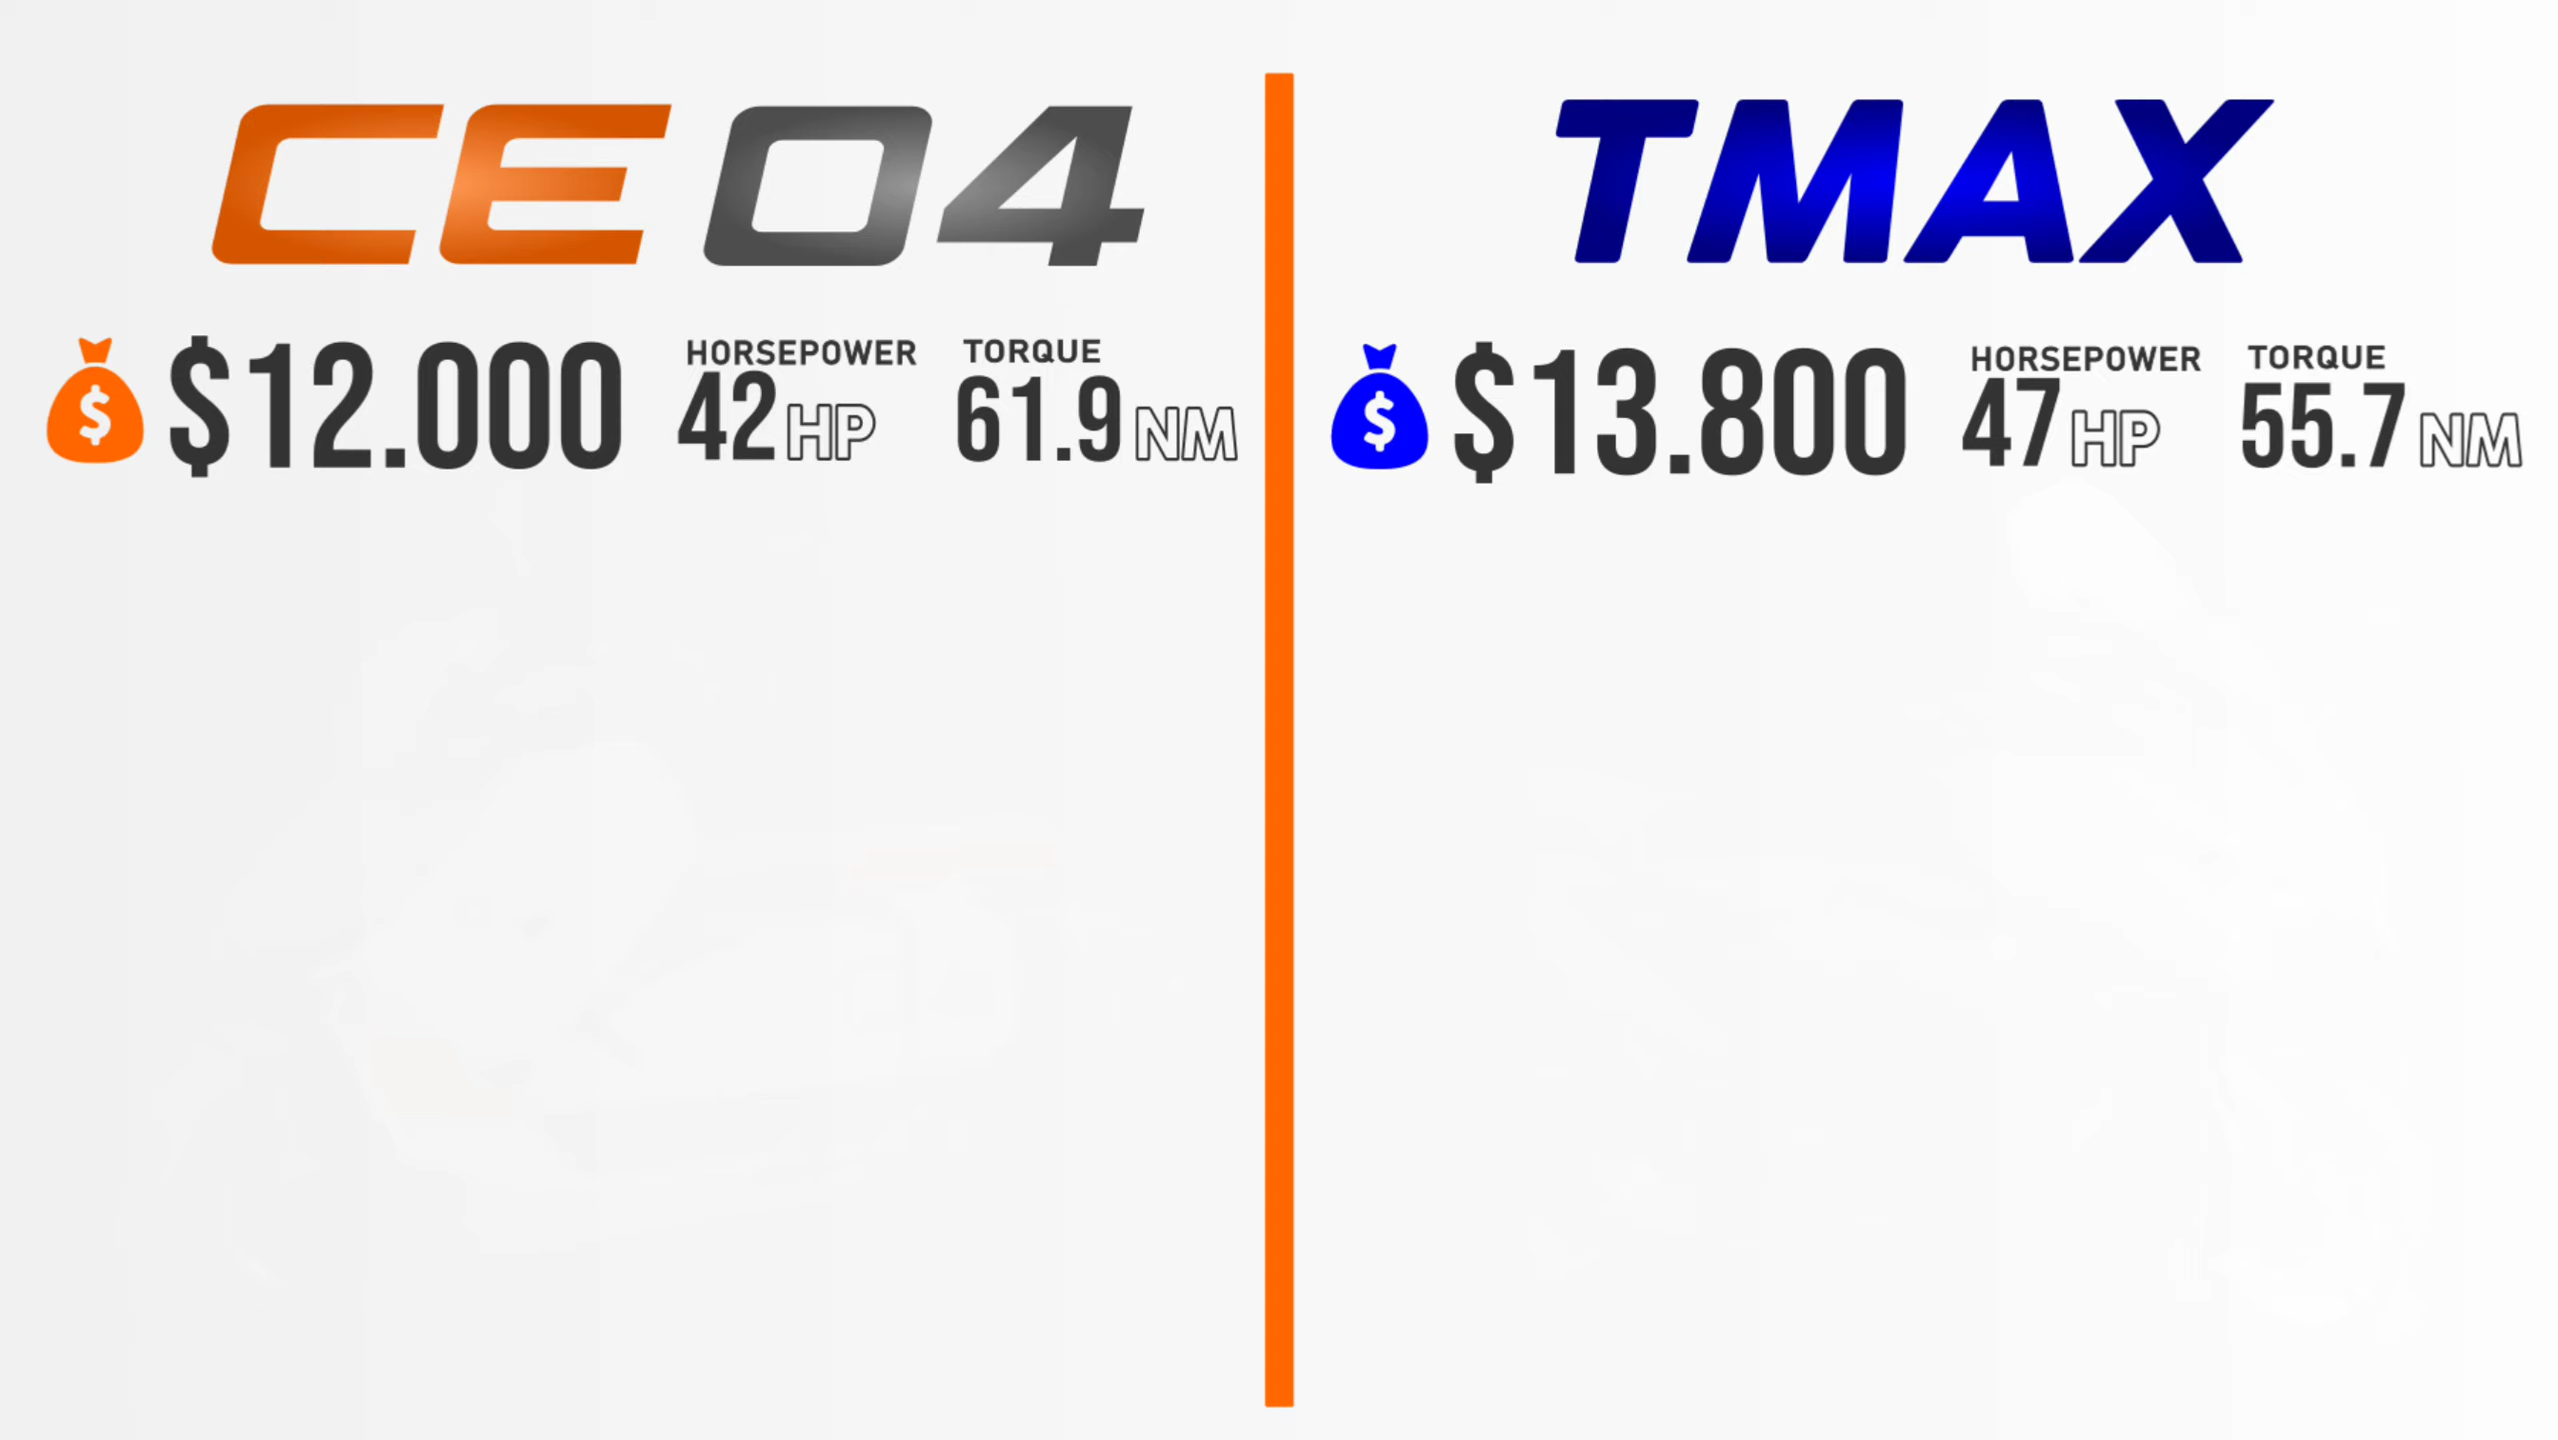 CE 04
$
$12.000
HORSEPOWER
42 HP
TORQUE
61.9 NM
TMAX
$
$13.800
HORSEPOWER
47 HP
TORQUE
55.7 NM